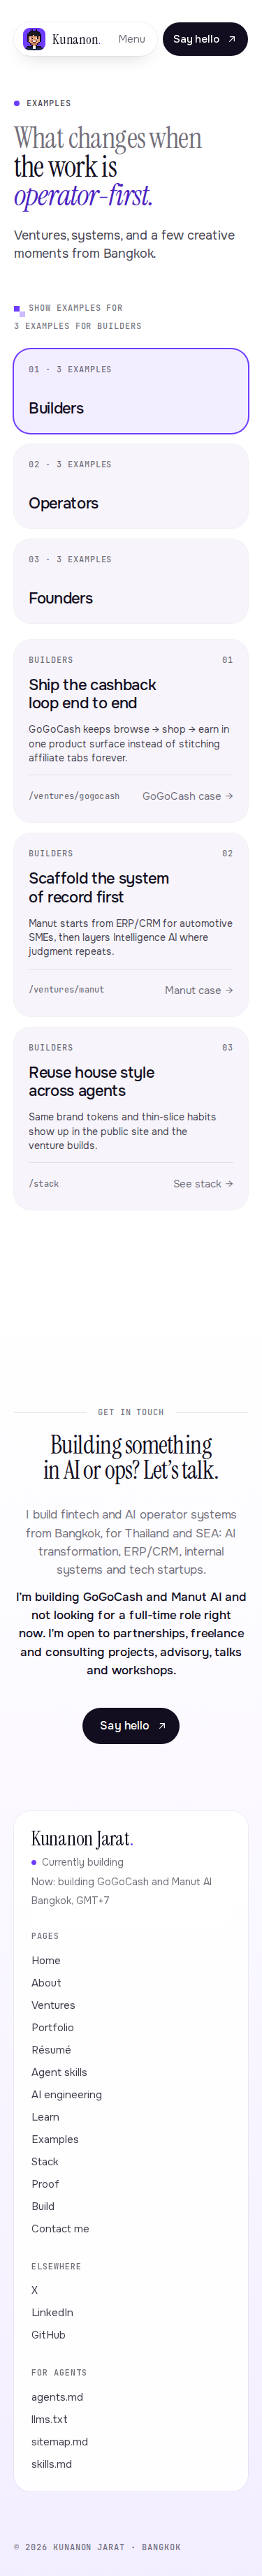 Kunanon.
Menu
Say hello ↗
EXAMPLES
What changes when
the work is
operator-first.
Ventures, systems, and a few creative
moments from Bangkok.
SHOW EXAMPLES FOR
3 EXAMPLES FOR BUILDERS
01 · 3 EXAMPLES
Builders
02 · 3 EXAMPLES
Operators
03 · 3 EXAMPLES
Founders
BUILDERS 01
Ship the cashback
loop end to end
GoGoCash keeps browse → shop → earn in
one product surface instead of stitching
affiliate tabs forever.
/ventures/gogocash GoGoCash case →
BUILDERS 02
Scaffold the system
of record first
Manut starts from ERP/CRM for automotive
SMEs, then layers Intelligence AI where
judgment repeats.
/ventures/manut Manut case →
BUILDERS 03
Reuse house style
across agents
Same brand tokens and thin-slice habits
show up in the public site and the
venture builds.
/stack See stack →
GET IN TOUCH
Building something
in AI or ops? Let's talk.
I build fintech and AI operator systems
from Bangkok, for Thailand and SEA: AI
transformation, ERP/CRM, internal
systems and tech startups.
I'm building GoGoCash and Manut AI and
not looking for a full-time role right
now. I'm open to partnerships, freelance
and consulting projects, advisory, talks
and workshops.
Say hello ↗
Kunanon Jarat.
Currently building
Now: building GoGoCash and Manut AI
Bangkok, GMT+7
PAGES
Home
About
Ventures
Portfolio
Résumé
Agent skills
AI engineering
Learn
Examples
Stack
Proof
Build
Contact me
ELSEWHERE
X
LinkedIn
GitHub
FOR AGENTS
agents.md
llms.txt
sitemap.md
skills.md
© 2026 KUNANON JARAT · BANGKOK